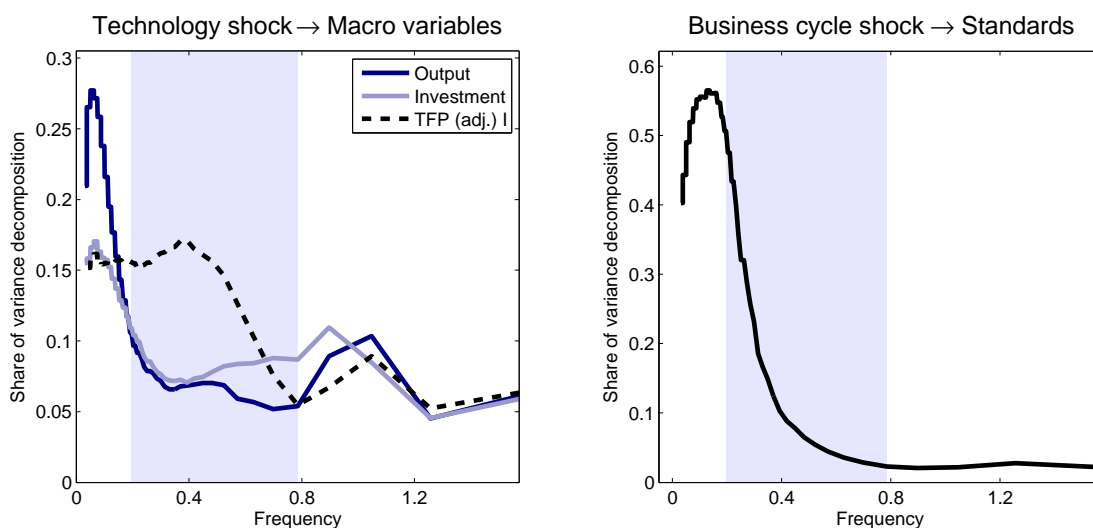 Technology shock → Macro variables
0.3
0.25
0.2
0.15
0.1
0.05
0
0
0.4
0.8
1.2
Share of variance decomposition
Frequency
Output
Investment
TFP (adj.) I
Business cycle shock → Standards
0.6
0.5
0.4
0.3
0.2
0.1
0
0
0.4
0.8
1.2
Share of variance decomposition
Frequency